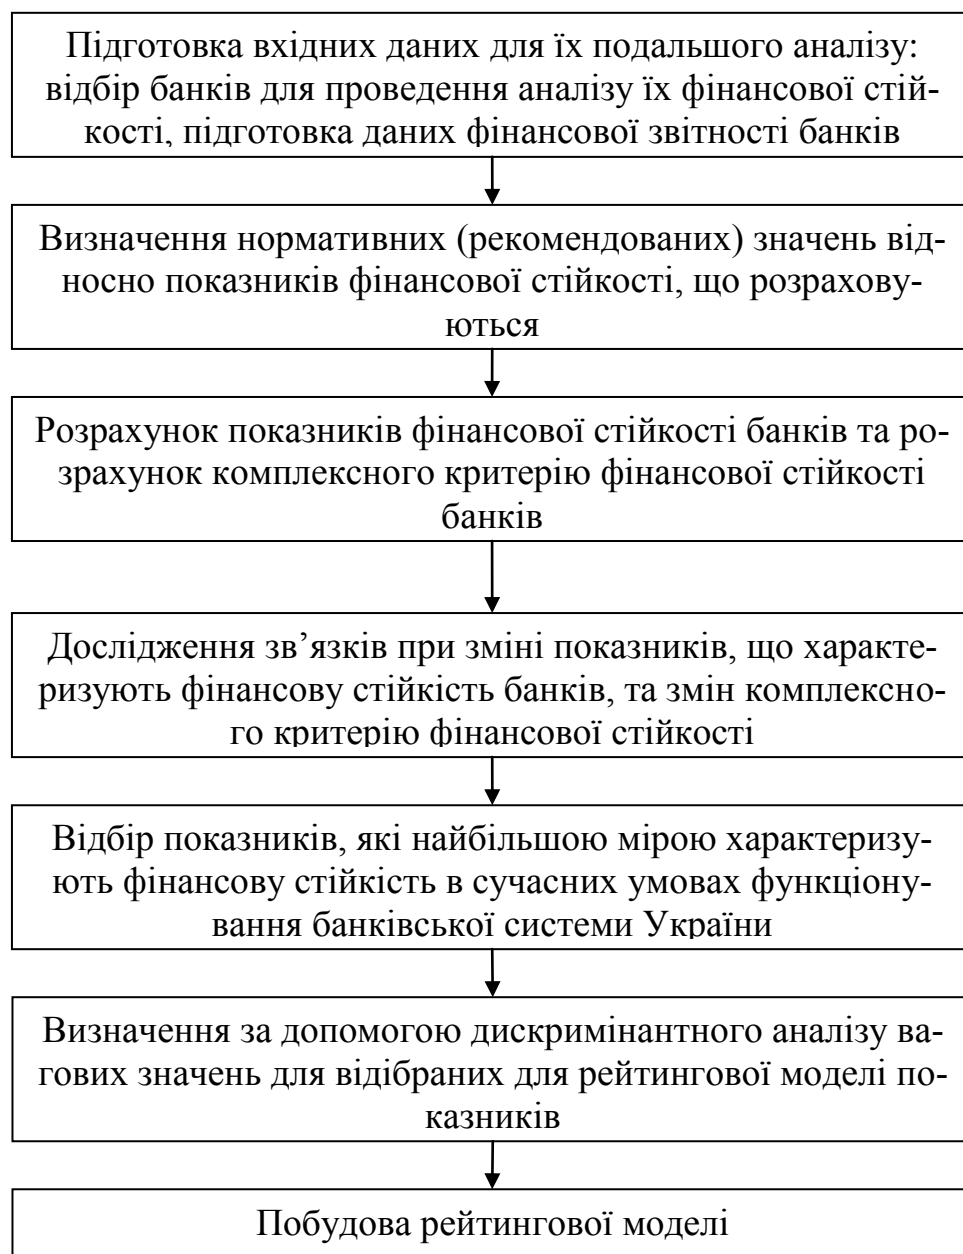 Підготовка вхідних даних для їх подальшого аналізу:
відбір банків для проведення аналізу їх фінансової стій-
кості, підготовка даних фінансової звітності банків
Визначення нормативних (рекомендованих) значень від-
носно показників фінансової стійкості, що розраховну-
ються
Розрахунок показників фінансової стійкості банків та ро-
зрахунок комплексного критерію фінансової стійкості
банків
Дослідження зв’язків при зміні показників, що характе-
ризують фінансову стійкість банків, та змін комплексно-
го критерію фінансової стійкості
Відбір показників, які найбільшою мірою характеризу-
ють фінансову стійкість в сучасних умовах функціону-
вання банківської системи України
Визначення за допомогою дискримінантного аналізу ва-
гових значень для відібраних для рейтингової моделі по-
казників
Побудова рейтингової моделі